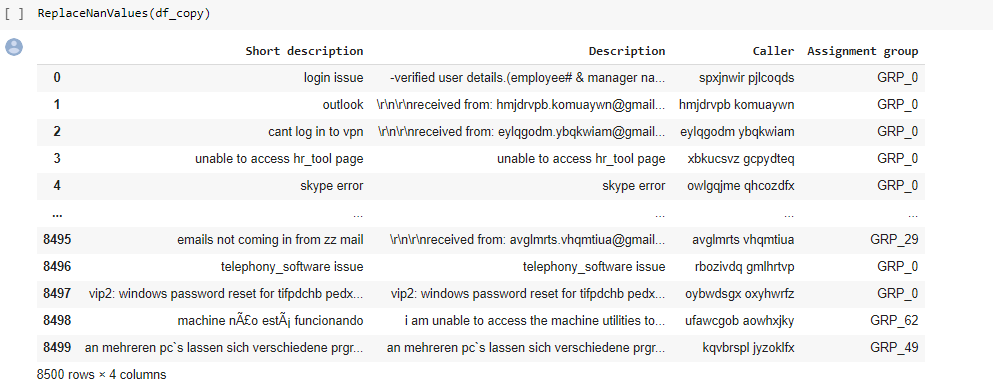 [ ] ReplaceNanValues(df_copy)
Short description Description Caller Assignment group
0 login issue -verified user details.(employee# & manager na... spxjnwir pjlcoqds GRP_0
1 outlook \r\n\r\nreceived from: hmjdrvpb.komuaywn@gmail... hmjdrvpb komuaywn GRP_0
2 cant log in to vpn \r\n\r\nreceived from: eylqgodm.ybqkwiam@gmail... eylqgodm ybqkwiam GRP_0
3 unable to access hr_tool page unable to access hr_tool page xbkucsvz gcpydteq GRP_0
4 skype error skype error owlgqjme qhcozdfx GRP_0
... ... ... ... ...
8495 emails not coming in from zz mail \r\n\r\nreceived from: avglmrts.vhqmtiua@gmail... avglmrts vhqmtiua GRP_29
8496 telephony_software issue telephony_software issue rbozivdq gmlhrtvp GRP_0
8497 vip2: windows password reset for tifpdchb pedx... vip2: windows password reset for tifpdchb pedx... oybwdsgx oxyhwrfz GRP_0
8498 machine nÃ£o estÃ¡ funcionando i am unable to access the machine utilities to... ufawcgob aowhxjky GRP_62
8499 an mehreren pc`s lassen sich verschiedene prgr... an mehreren pc`s lassen sich verschiedene prgr... kqvbrspl jyzoklfx GRP_49
8500 rows × 4 columns